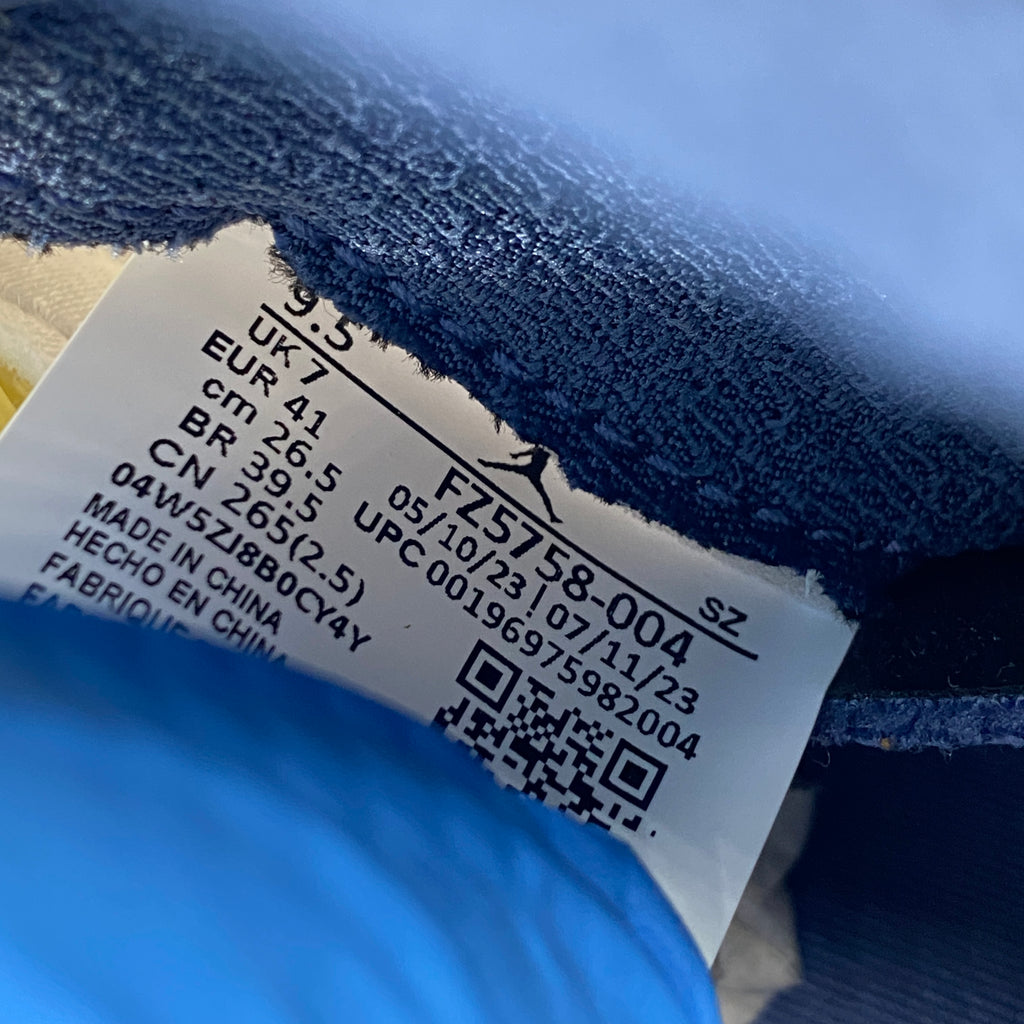 9.5
UK 7
EUR 41
cm 26.5
BR 39.5
CN 265(2.5)
04W5ZJ8B0CY4Y
MADE IN CHINA
HECHO EN CHINA
FABRIQUE
SZ
FZ5758-004
05/10/23 | 07/11/23
UPC 00196975982004